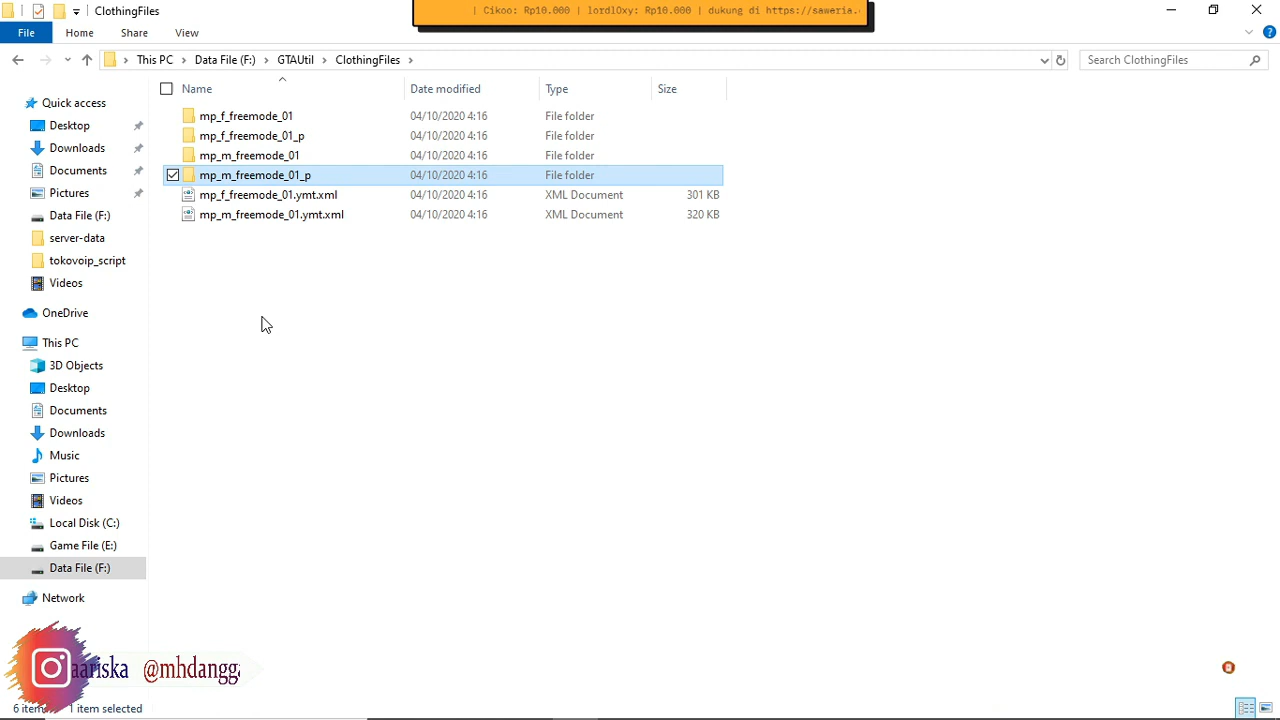 ClothingFiles
| Cikoo: Rp10.000 | lordlOxy: Rp10.000 | dukung di https://saweria.
File Home Share View
This PC Data File (F:) GTAUtil ClothingFiles
Search ClothingFiles
Name Date modified Type Size
mp_f_freemode_01 04/10/2020 4:16 File folder
mp_f_freemode_01_p 04/10/2020 4:16 File folder
mp_m_freemode_01 04/10/2020 4:16 File folder
mp_m_freemode_01_p 04/10/2020 4:16 File folder
mp_f_freemode_01.ymt.xml 04/10/2020 4:16 XML Document 301 KB
mp_m_freemode_01.ymt.xml 04/10/2020 4:16 XML Document 320 KB
Quick access
Desktop
Downloads
Documents
Pictures
Data File (F:)
server-data
tokovoip_script
Videos
OneDrive
This PC
3D Objects
Desktop
Documents
Downloads
Music
Pictures
Videos
Local Disk (C:)
Game File (E:)
Data File (F:)
Network
aariska @mhdangga
6 items 1 item selected